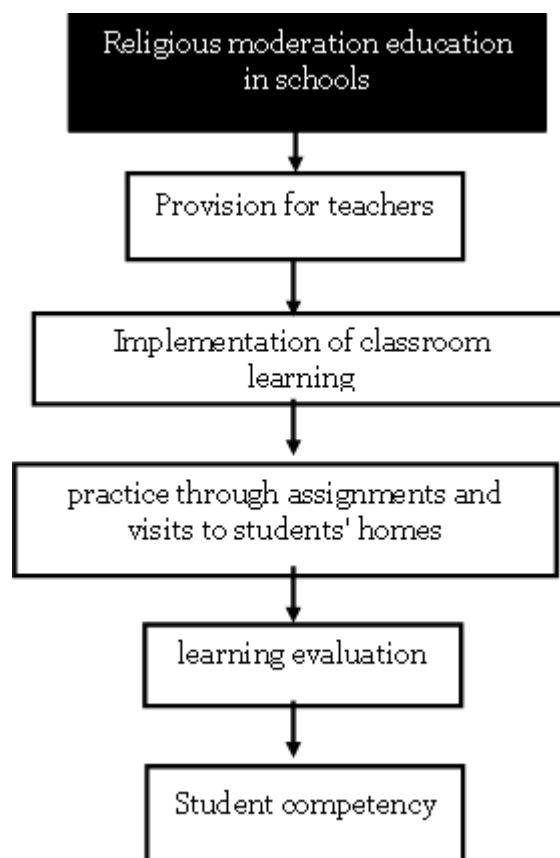 Religious moderation education
in schools
Provision for teachers
Implementation of classroom
learning
practice through assignments and
visits to students' homes
learning evaluation
Student competency